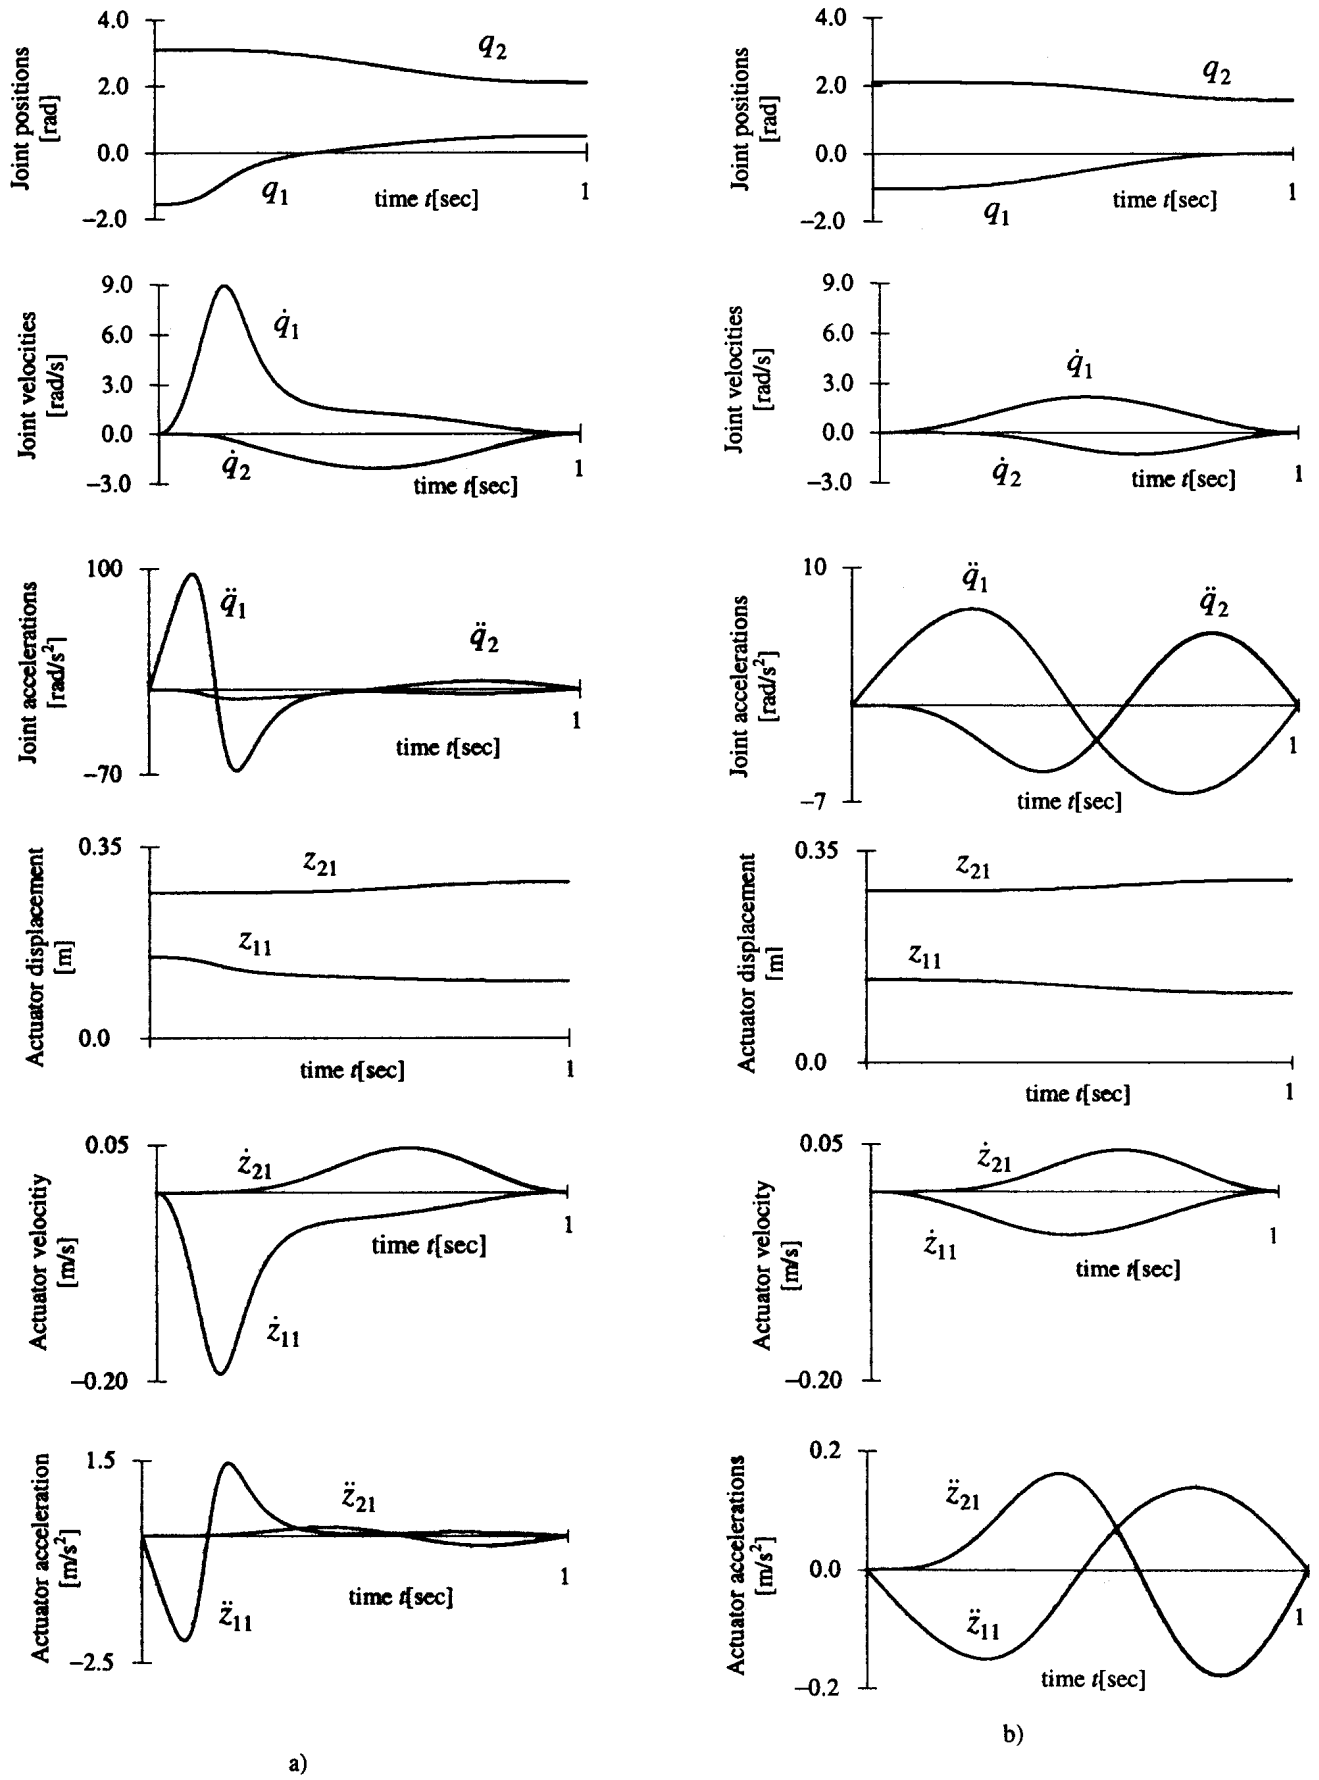 4.0
2.0
0.0
−2.0
Joint positions
[rad]
q₂
q₁
time t[sec]
1
9.0
6.0
3.0
0.0
−3.0
Joint velocities
[rad/s]
q̇₁
q̇₂
time t[sec]
1
100
−70
Joint accelerations
[rad/s²]
q̈₁
q̈₂
time t[sec]
1
0.35
0.0
Actuator displacement
[m]
z₂₁
z₁₁
time t[sec]
1
0.05
−0.20
Actuator velocitiy
[m/s]
ż₂₁
ż₁₁
time t[sec]
1
1.5
−2.5
Actuator acceleration
[m/s²]
z̈₂₁
z̈₁₁
time t[sec]
1
a)
4.0
2.0
0.0
−2.0
Joint positions
[rad]
q₂
q₁
time t[sec]
1
9.0
6.0
3.0
0.0
−3.0
Joint velocities
[rad/s]
q̇₁
q̇₂
time t[sec]
1
10
−7
Joint accelerations
[rad/s²]
q̈₁
q̈₂
time t[sec]
1
0.35
0.0
Actuator displacement
[m]
z₂₁
z₁₁
time t[sec]
1
0.05
−0.20
Actuator velocity
[m/s]
ż₂₁
ż₁₁
time t[sec]
1
0.2
0.0
−0.2
Actuator accelerations
[m/s²]
z̈₂₁
z̈₁₁
time t[sec]
1
b)